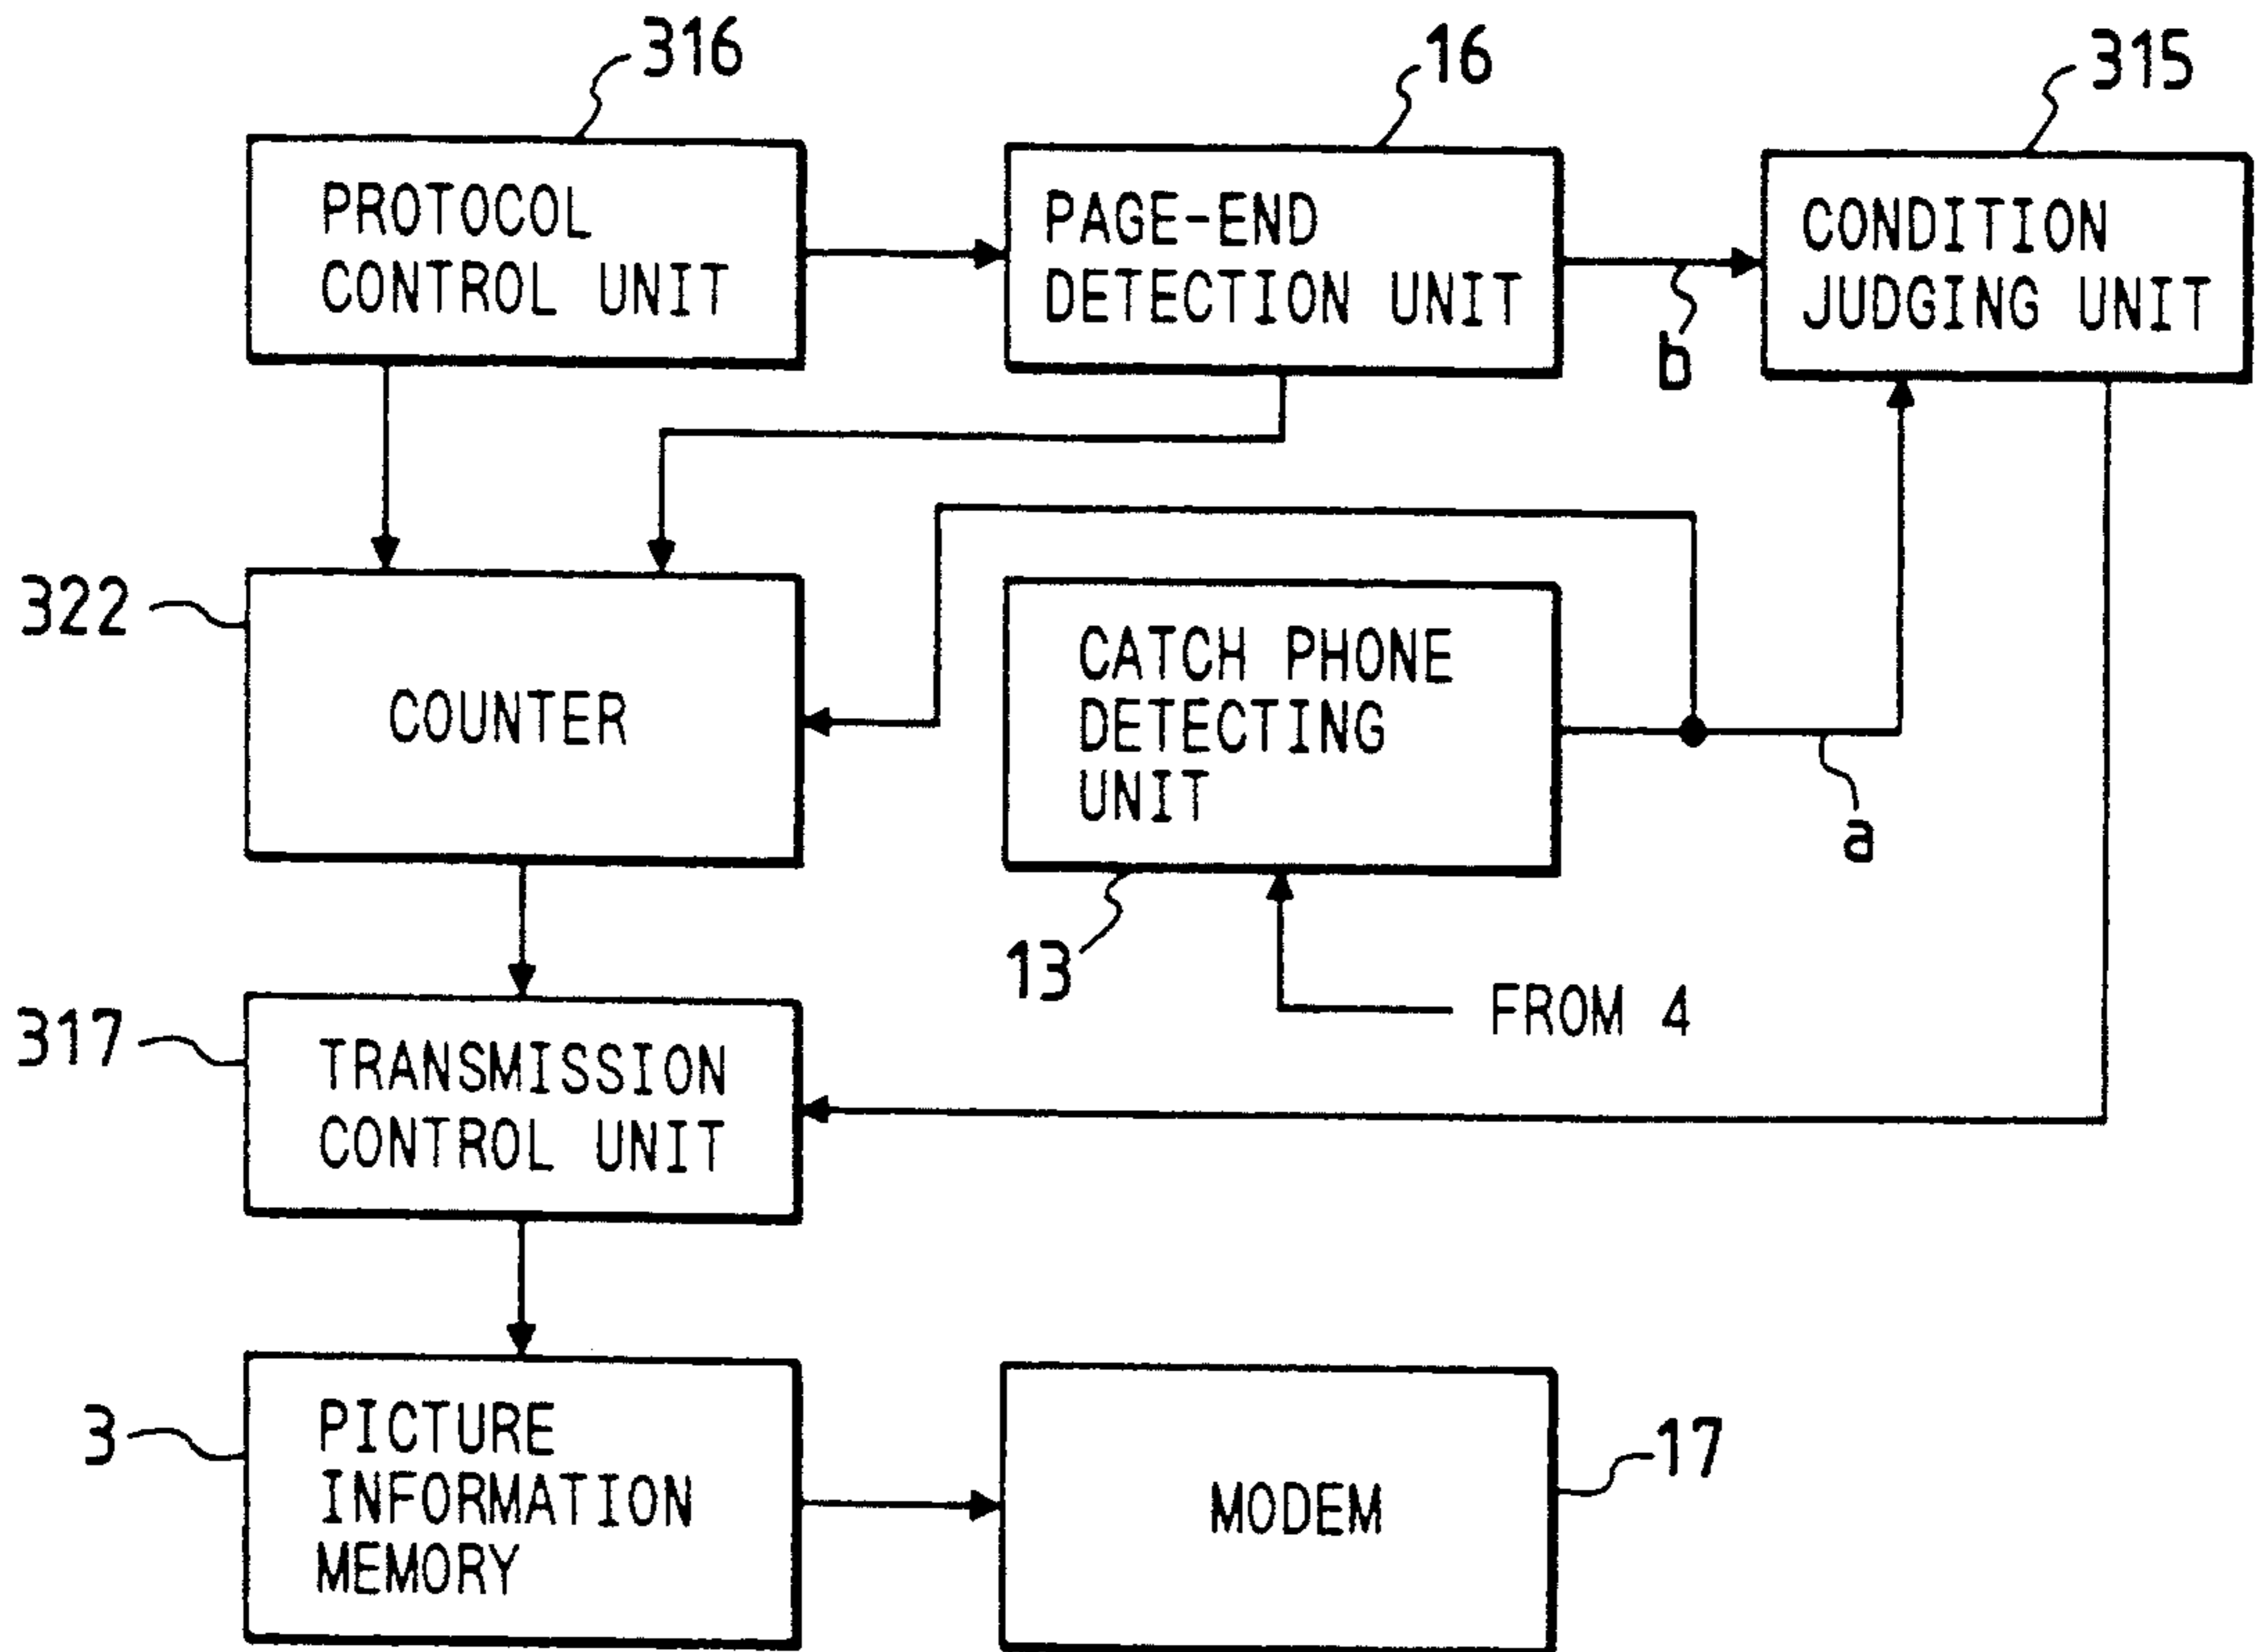 316
16
315
PROTOCOL
CONTROL UNIT
PAGE-END
DETECTION UNIT
CONDITION
JUDGING UNIT
b
322
COUNTER
CATCH PHONE
DETECTING
UNIT
a
13
FROM 4
317
TRANSMISSION
CONTROL UNIT
3
PICTURE
INFORMATION
MEMORY
MODEM
17